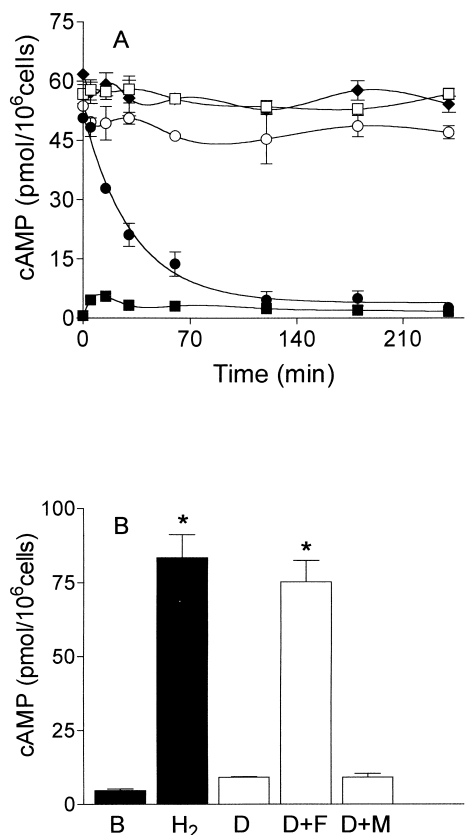 A
cAMP (pmol/10⁶cells)
75
60
45
30
15
0
0 70 140 210
Time (min)
B
cAMP (pmol/10⁶cells)
100
75
50
25
0
* *
B H₂ D D+F D+M